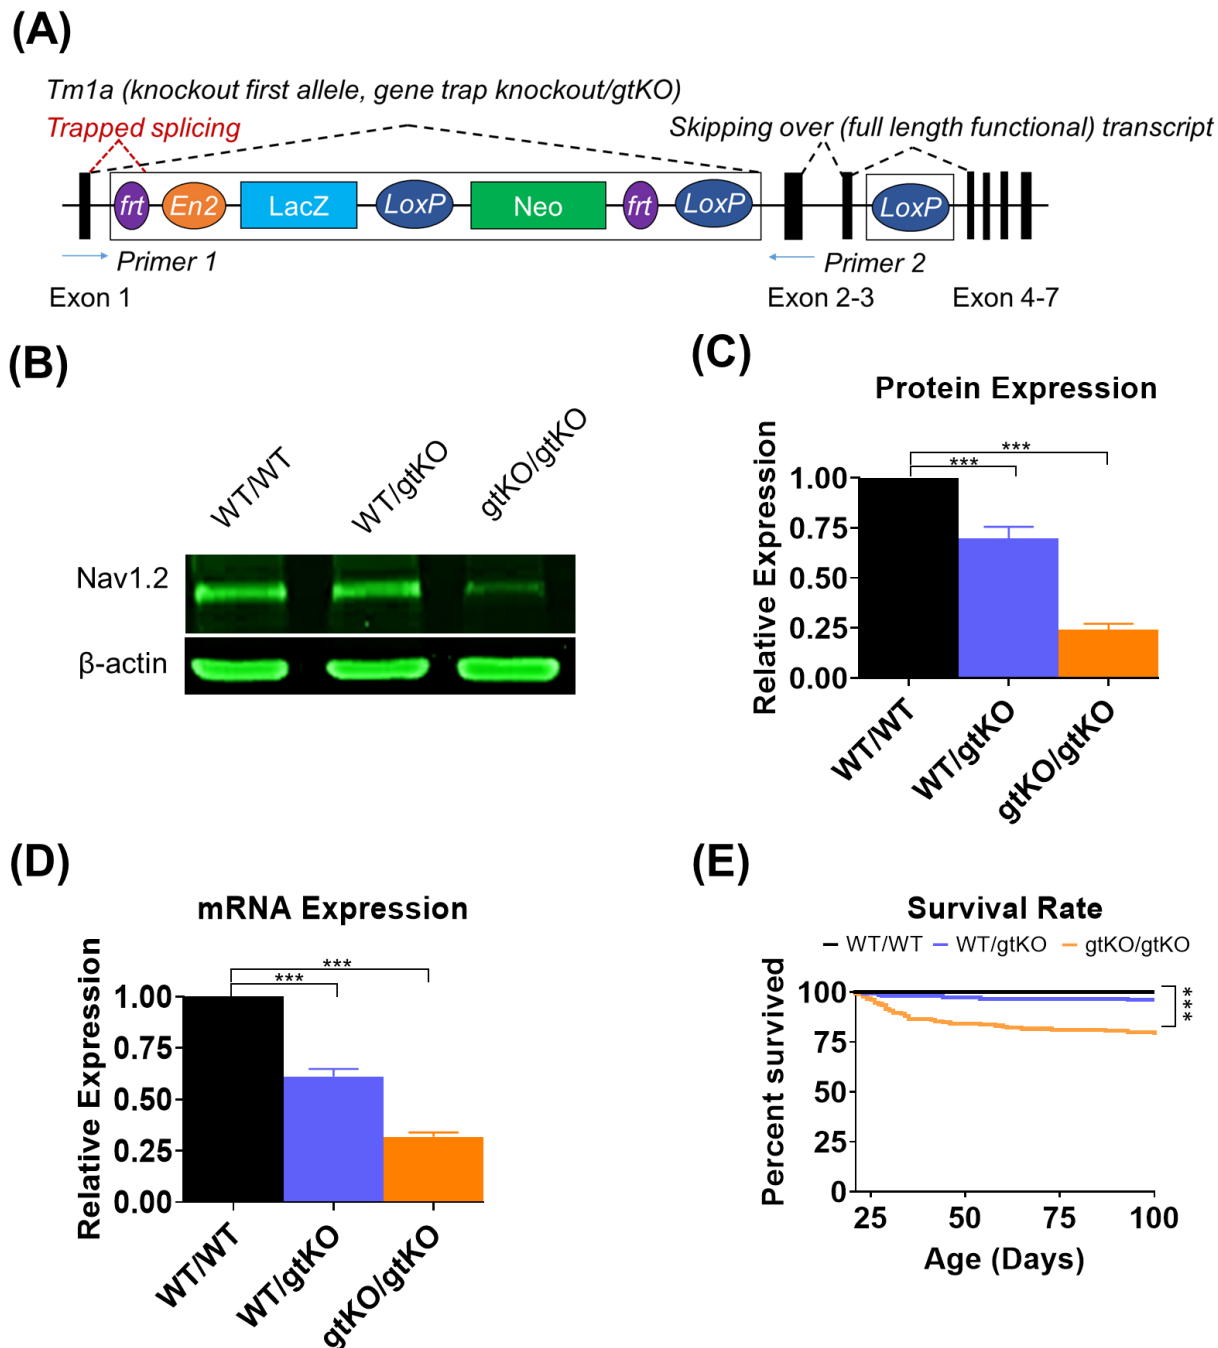 (A)
Tm1a (knockout first allele, gene trap knockout/gtKO)
Trapped splicing
Skipping over (full length functional) transcript
frt En2 LacZ LoxP Neo frt LoxP LoxP
Primer 1
Primer 2
Exon 1
Exon 2-3
Exon 4-7
(B)
WT/WT
WT/gtKO
gtKO/gtKO
Nav1.2
β-actin
(C)
Protein Expression
Relative Expression
***
***
1.00
0.75
0.50
0.25
0.00
WT/WT
WT/gtKO
gtKO/gtKO
(D)
mRNA Expression
Relative Expression
***
***
1.00
0.75
0.50
0.25
0.00
WT/WT
WT/gtKO
gtKO/gtKO
(E)
Survival Rate
WT/WT WT/gtKO gtKO/gtKO
Percent survived
100
75
50
25
0
***
25 50 75 100
Age (Days)